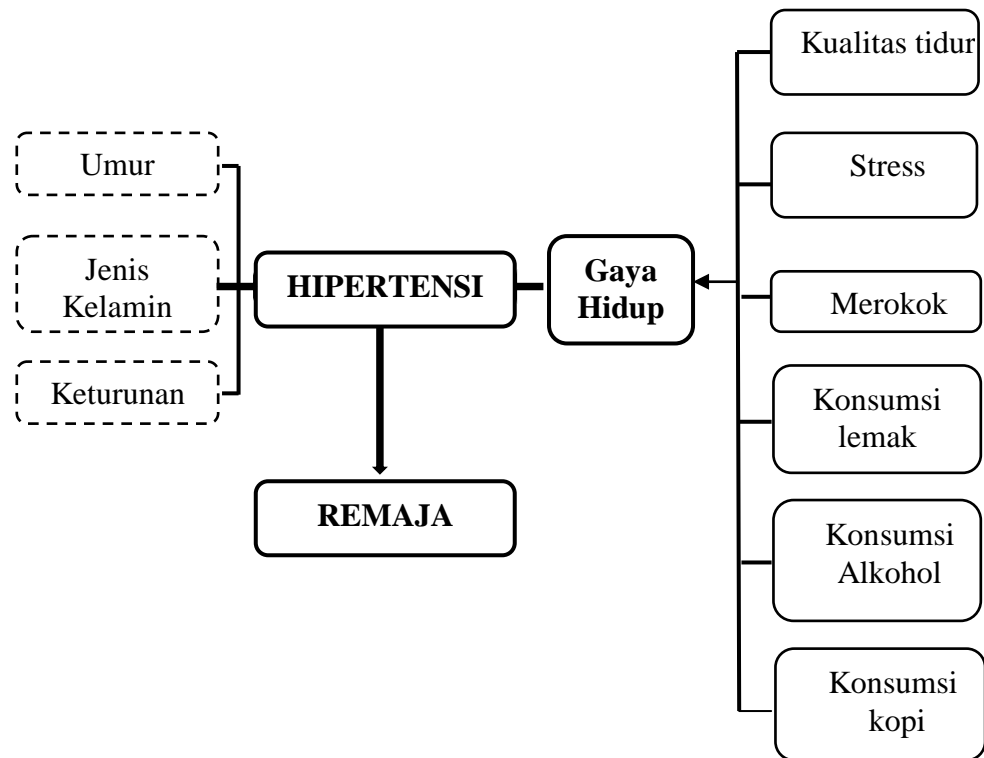 Kualitas tidur
Umur
Stress
Jenis
Kelamin
HIPERTENSI
Gaya
Hidup
Merokok
Keturunan
Konsumsi
lemak
REMAJA
Konsumsi
Alkohol
Konsumsi
kopi